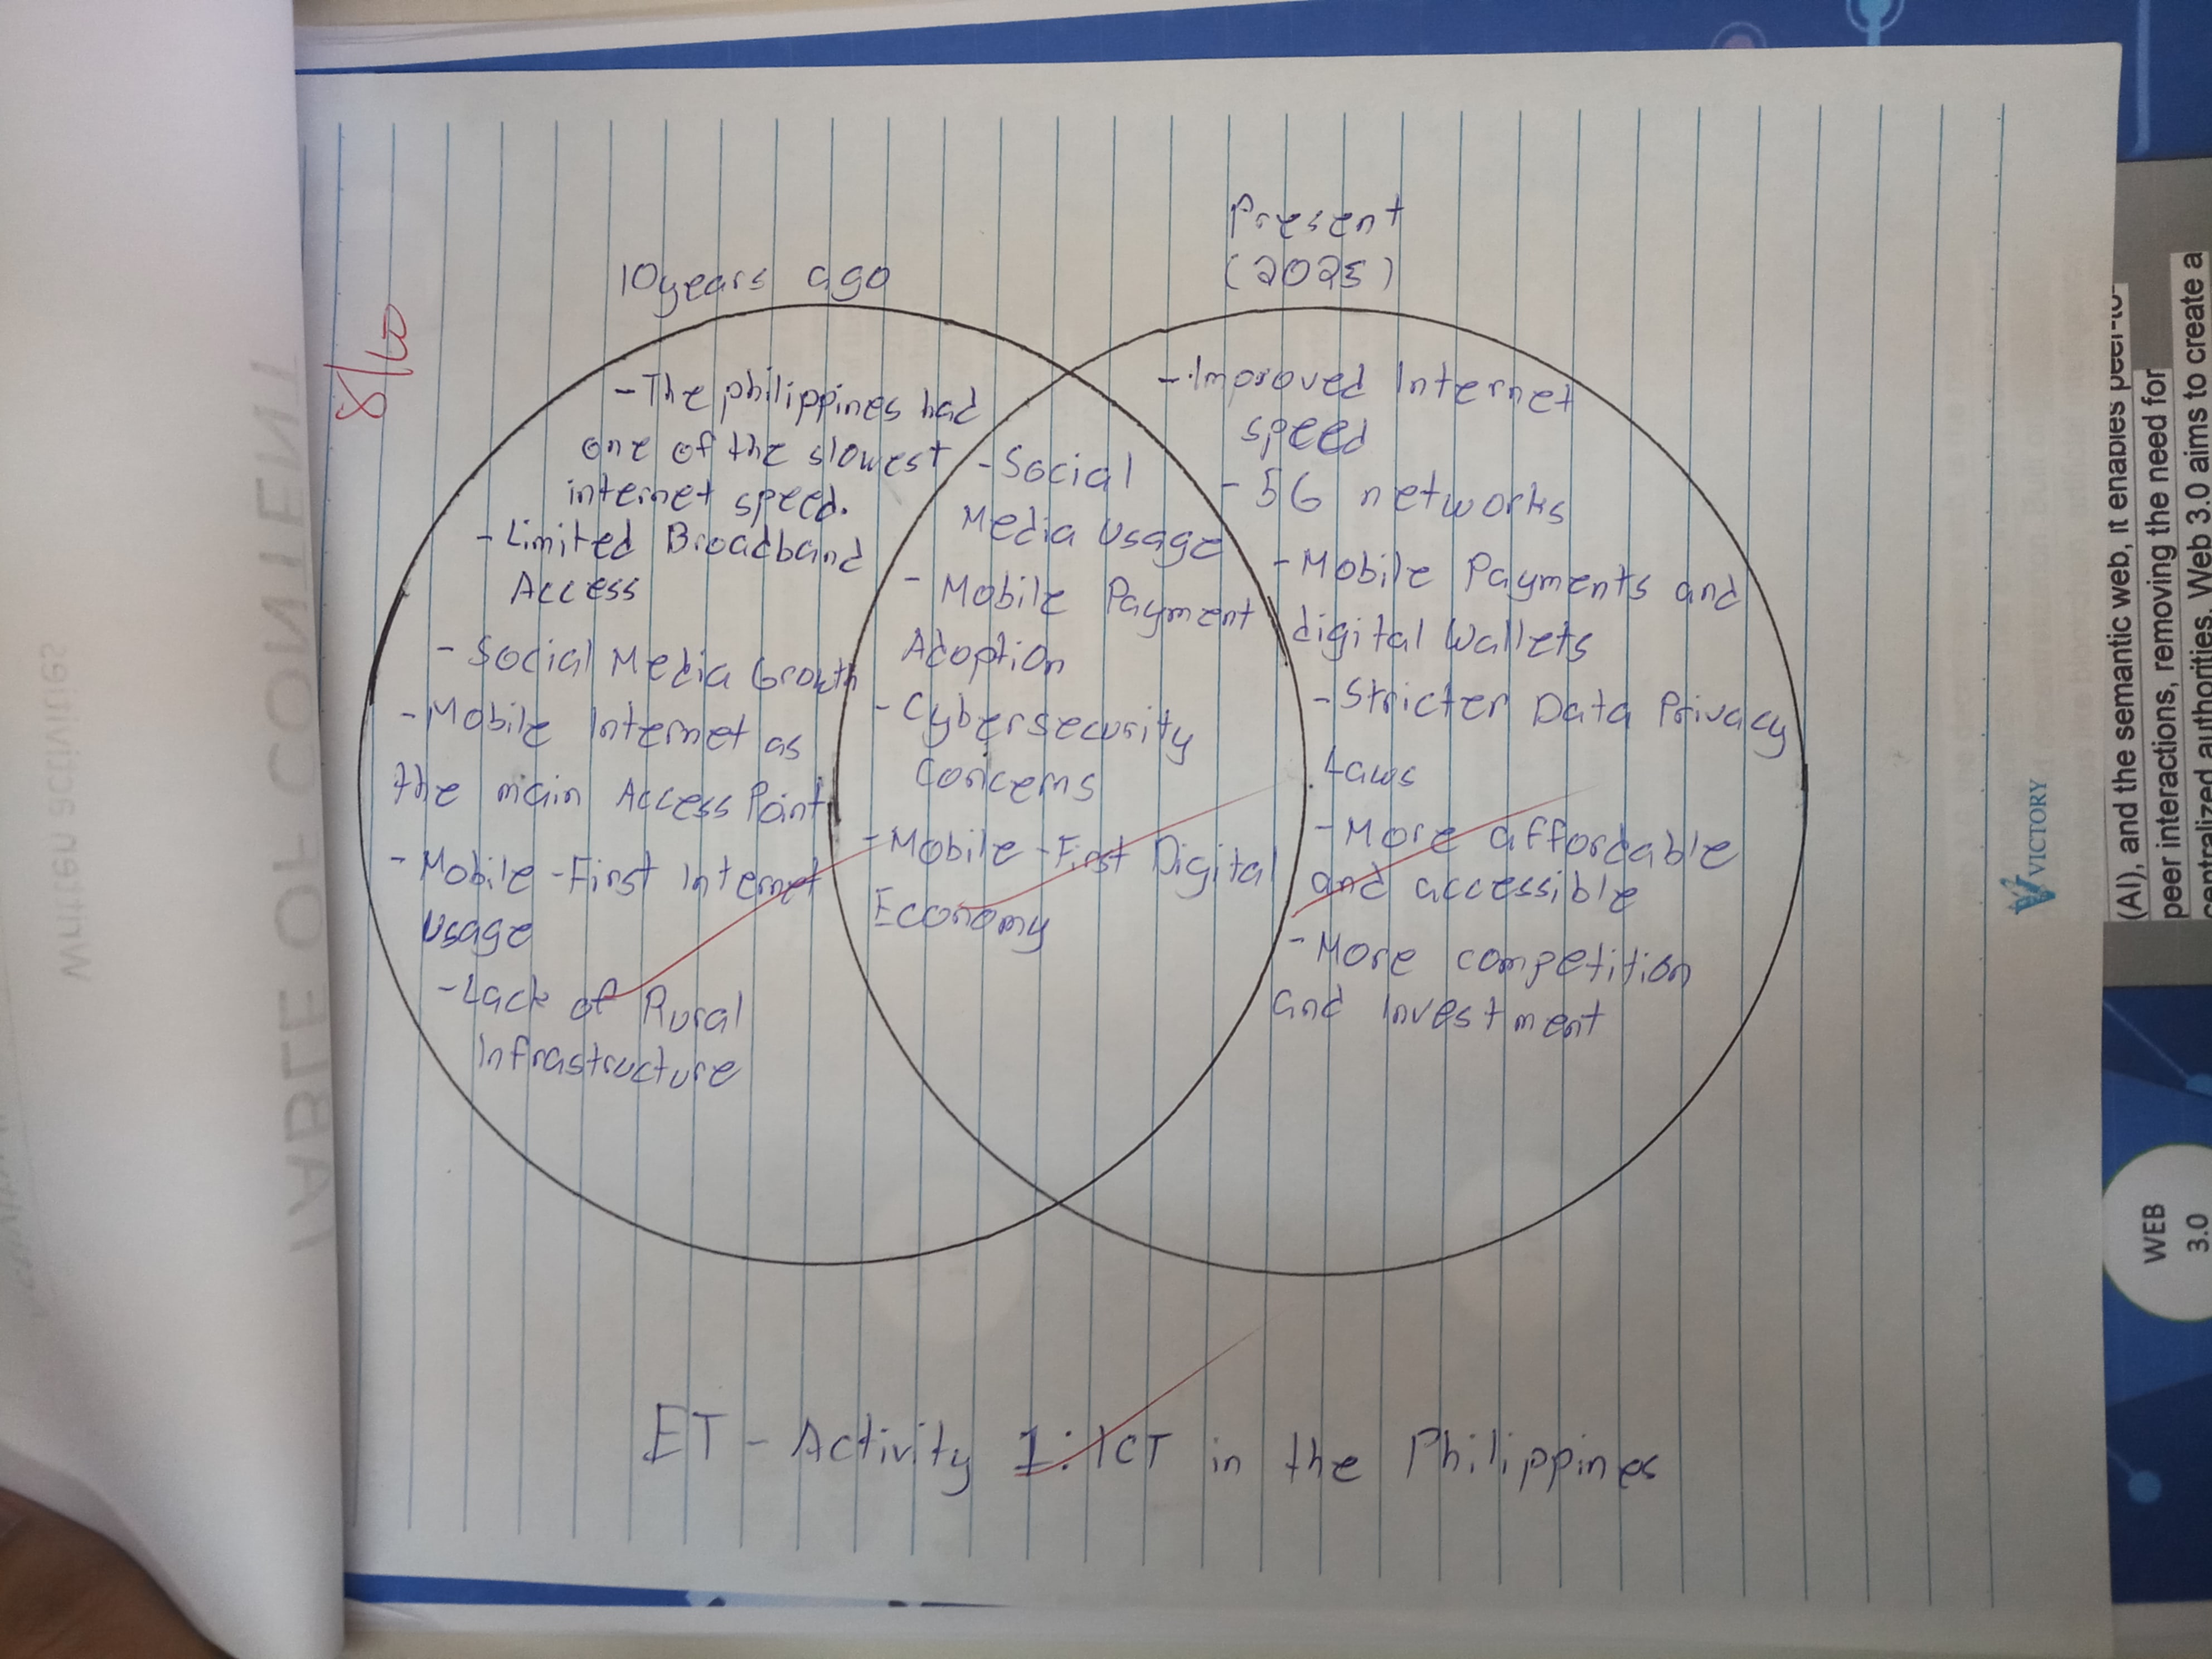 10years ago
Present
(2025)
8/10
-The philippines had
one of the slowest
internet speed.
-Limited Broadband
Access
-Social Media Growth
-Mobile Internet as
the main Access Point
-Mobile-First Internet
Usage
-Lack of Rural
Infrastructure
-Social
Media Usage
-Mobile Payment
Adoption
-Cybersecurity
Concerns
-Mobile-First Digital
Economy
-Improved Internet
speed
-5G networks
-Mobile Payments and
digital Wallets
-Stricter Data Privacy
Laws
-More affordable
and accessible
-More competition
and Investment
ET-Activity 1: ICT in the Philippines
VICTORY
TABLE OF CONTENT
Written activities
(AI), and the semantic web, it enables peer-to-
peer interactions, removing the need for
centralized authorities. Web 3.0 aims to create a
WEB
3.0